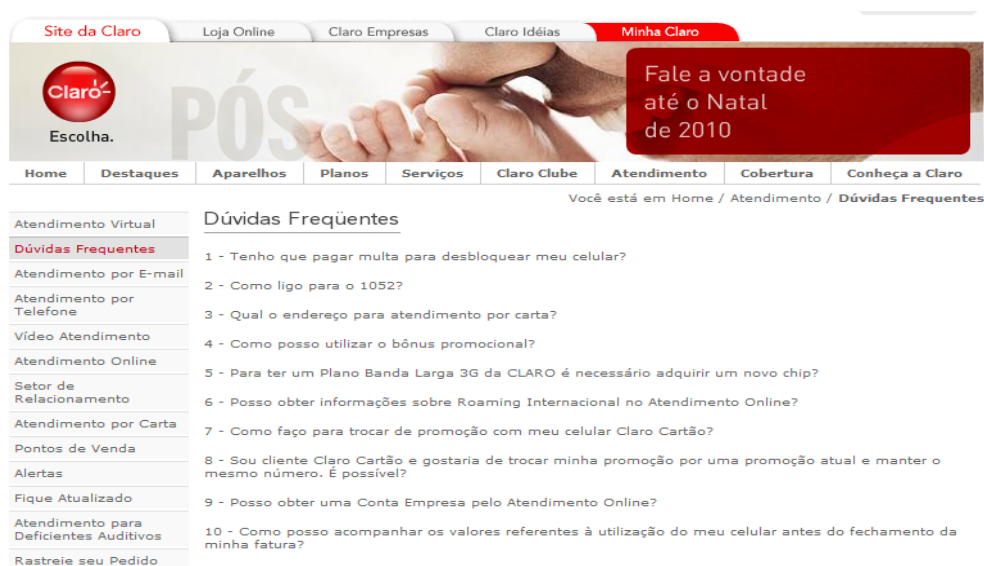 Site da Claro
Loja Online
Claro Empresas
Claro Idéias
Minha Claro
Claro
Escolha.
PÓS
Fale a vontade
até o Natal
de 2010
Home
Destaques
Aparelhos
Planos
Serviços
Claro Clube
Atendimento
Cobertura
Conheça a Claro
Você está em Home / Atendimento / Dúvidas Frequentes
Atendimento Virtual
Dúvidas Frequentes
Atendimento por E-mail
Atendimento por
Telefone
Vídeo Atendimento
Atendimento Online
Setor de
Relacionamento
Atendimento por Carta
Pontos de Venda
Alertas
Fique Atualizado
Atendimento para
Deficientes Auditivos
Rastreie seu Pedido
Dúvidas Freqüentes
1 - Tenho que pagar multa para desbloquear meu celular?
2 - Como ligo para o 1052?
3 - Qual o endereço para atendimento por carta?
4 - Como posso utilizar o bônus promocional?
5 - Para ter um Plano Banda Larga 3G da CLARO é necessário adquirir um novo chip?
6 - Posso obter informações sobre Roaming Internacional no Atendimento Online?
7 - Como faço para trocar de promoção com meu celular Claro Cartão?
8 - Sou cliente Claro Cartão e gostaria de trocar minha promoção por uma promoção atual e manter o
mesmo número. É possível?
9 - Posso obter uma Conta Empresa pelo Atendimento Online?
10 - Como posso acompanhar os valores referentes à utilização do meu celular antes do fechamento da
minha fatura?